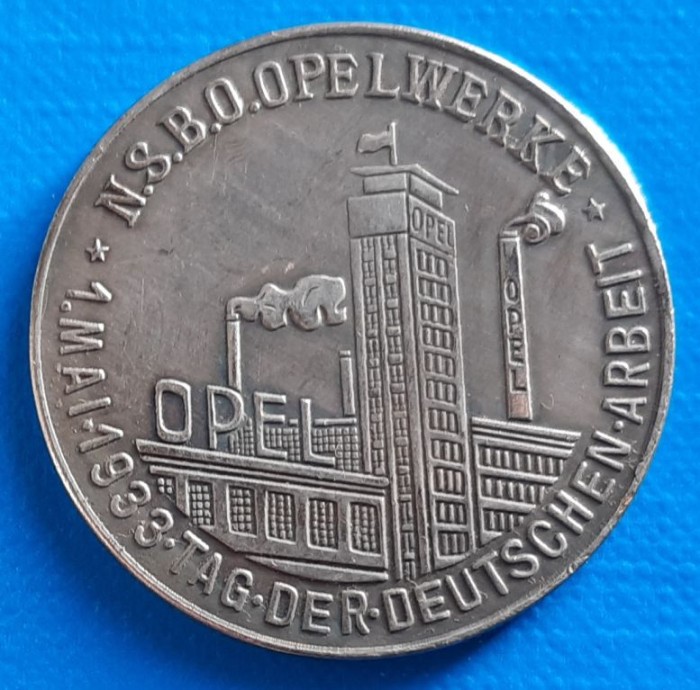 N.S.B.O.OPELWERKE
OPEL
OPEL
OPEL
★ 1.MAI·1933·TAG·DER·DEUTSCHEN·ARBEIT ★